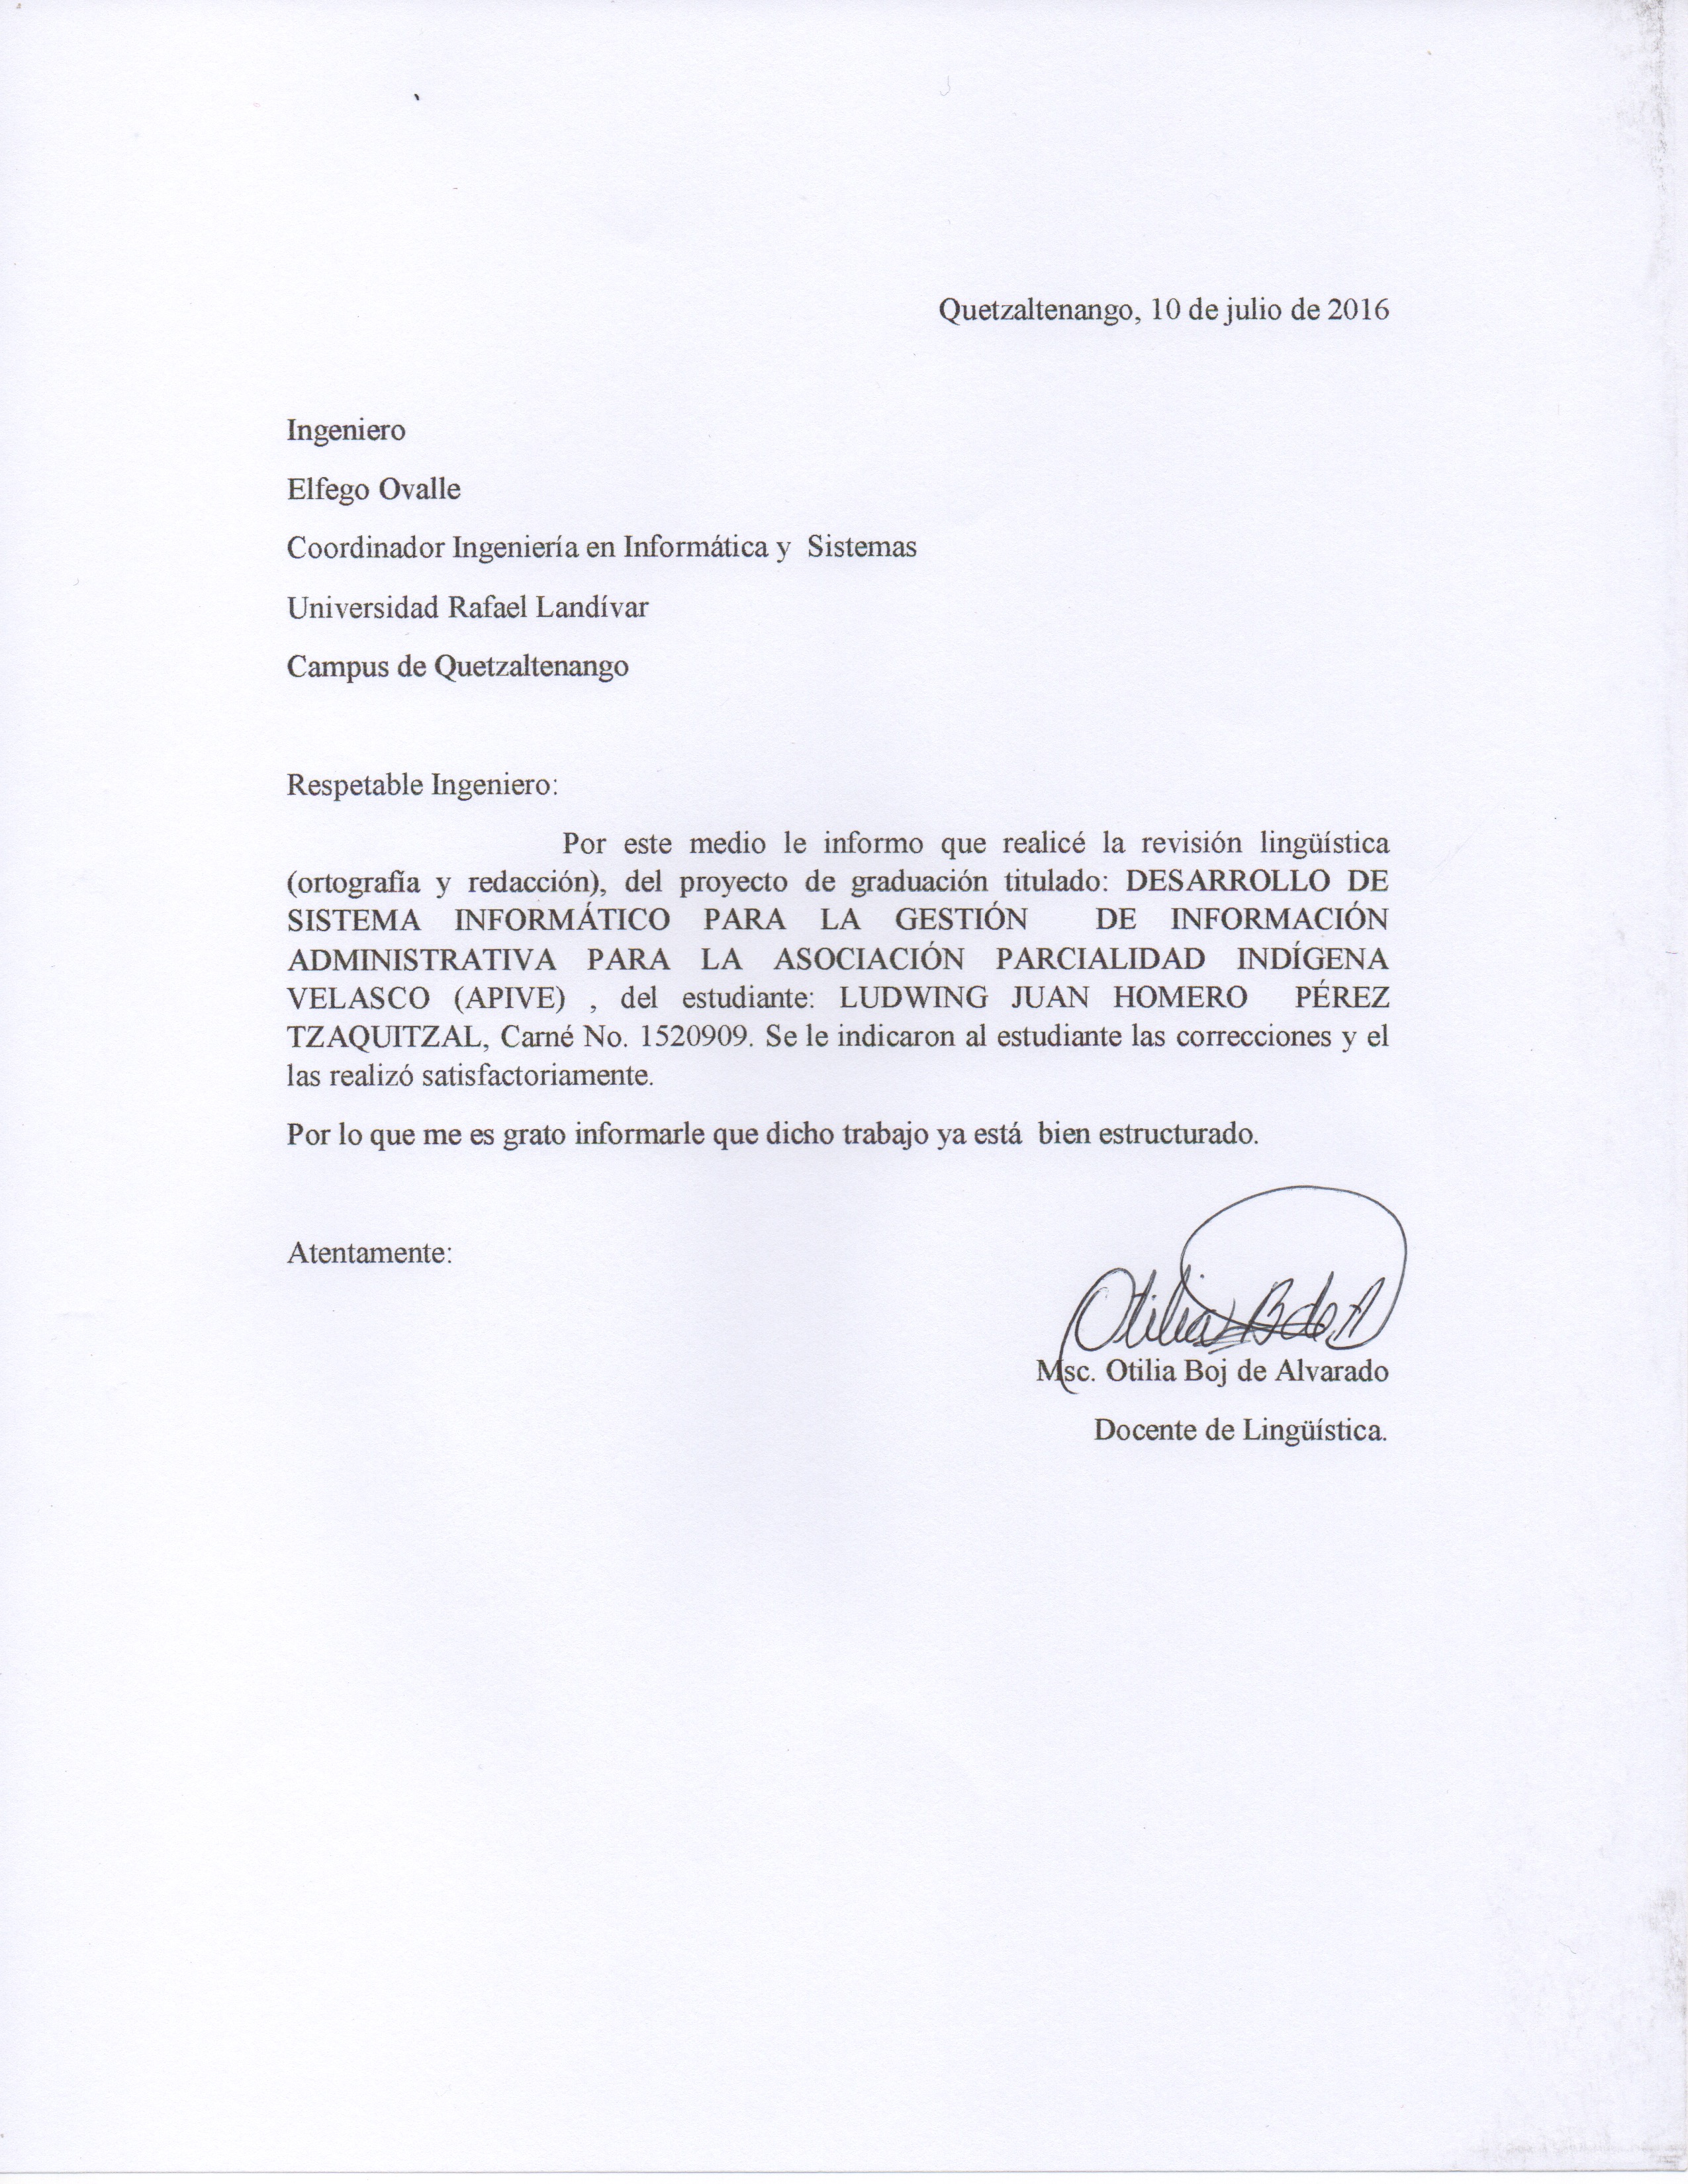 Quetzaltenango, 10 de julio de 2016
Ingeniero
Elfego Ovalle
Coordinador Ingeniería en Informática y Sistemas
Universidad Rafael Landívar
Campus de Quetzaltenango
Respetable Ingeniero:
Por este medio le informo que realicé la revisión lingüística
(ortografía y redacción), del proyecto de graduación titulado: DESARROLLO DE
SISTEMA INFORMÁTICO PARA LA GESTIÓN DE INFORMACIÓN
ADMINISTRATIVA PARA LA ASOCIACIÓN PARCIALIDAD INDÍGENA
VELASCO (APIVE) , del estudiante: LUDWING JUAN HOMERO PÉREZ
TZAQUITZAL, Carné No. 1520909. Se le indicaron al estudiante las correcciones y el
las realizó satisfactoriamente.
Por lo que me es grato informarle que dicho trabajo ya está bien estructurado.
Atentamente:
Otilia B de A
Msc. Otilia Boj de Alvarado
Docente de Lingüística.